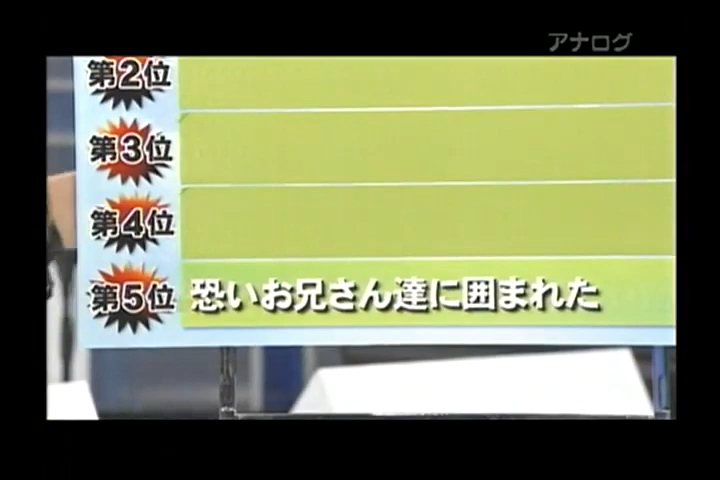 アナログ
第2位
第3位
第4位
第5位 恐いお兄さん達に囲まれた